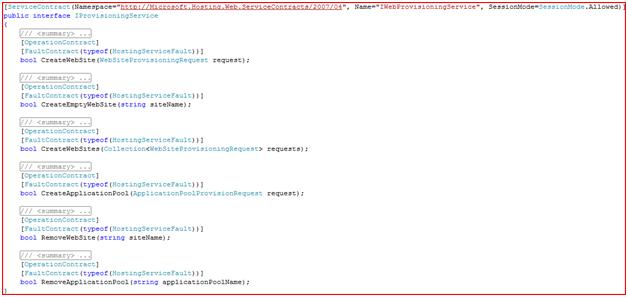 [ServiceContract(Namespace="http://Microsoft.Hosting.Web.ServiceContracts/2007/04", Name="IWebProvisioningService", SessionMode=SessionMode.Allowed)]
public interface IProvisioningService
{
/// <summary> ...
[OperationContract]
[FaultContract(typeof(HostingServiceFault))]
bool CreateWebSite(WebSiteProvisioningRequest request);
/// <summary> ...
[OperationContract]
[FaultContract(typeof(HostingServiceFault))]
bool CreateEmptyWebSite(string siteName);
/// <summary> ...
[OperationContract]
[FaultContract(typeof(HostingServiceFault))]
bool CreateWebSites(Collection<WebSiteProvisioningRequest> requests);
/// <summary> ...
[OperationContract]
[FaultContract(typeof(HostingServiceFault))]
bool CreateApplicationPool(ApplicationPoolProvisionRequest request);
/// <summary> ...
[OperationContract]
[FaultContract(typeof(HostingServiceFault))]
bool RemoveWebSite(string siteName);
/// <summary> ...
[OperationContract]
[FaultContract(typeof(HostingServiceFault))]
bool RemoveApplicationPool(string applicationPoolName);
}